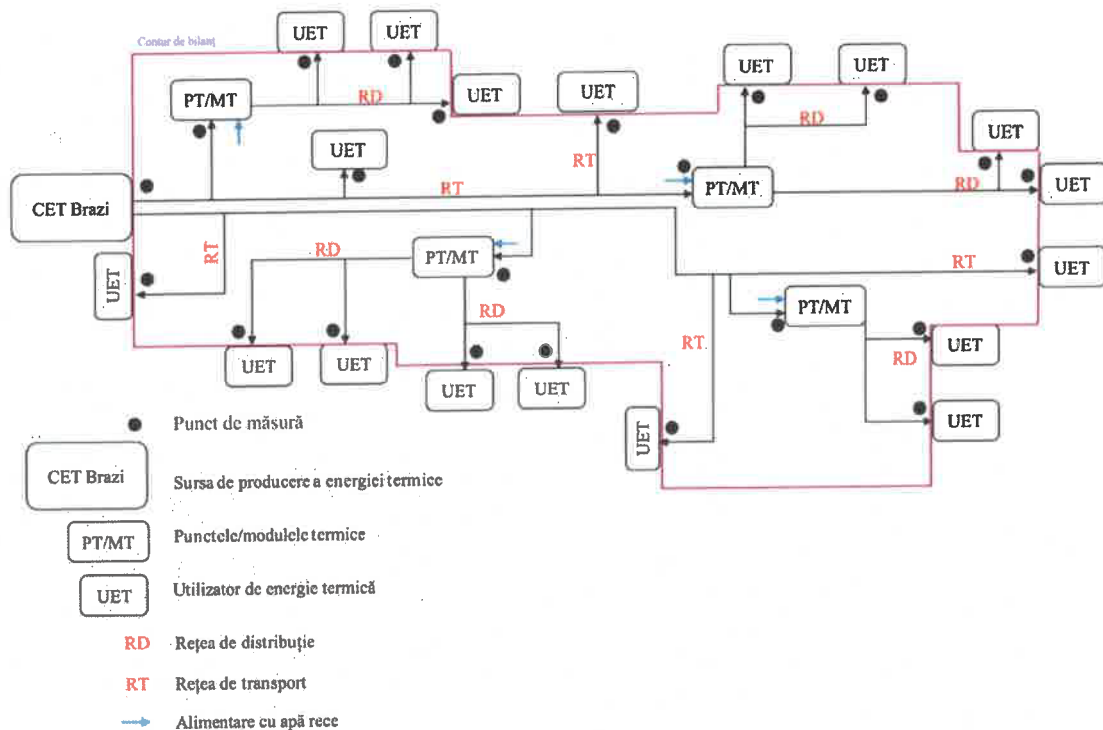 UET
UET
Contur de bilanț
PT/MT
RD
UET
UET
UET
UET
RD
UET
UET
RT
RT
PT/MT
RD
UET
CET Brazi
RT
UET
RD
PT/MT
RD
RT
UET
PT/MT
RT
RD
UET
UET
UET
UET
UET
UET
UET
Punct de măsură
CET Brazi
Sursa de producere a energiei termice
PT/MT
Punctele/modulele termice
UET
Utilizator de energie termică
RD
Rețea de distribuție
RT
Rețea de transport
Alimentare cu apă rece